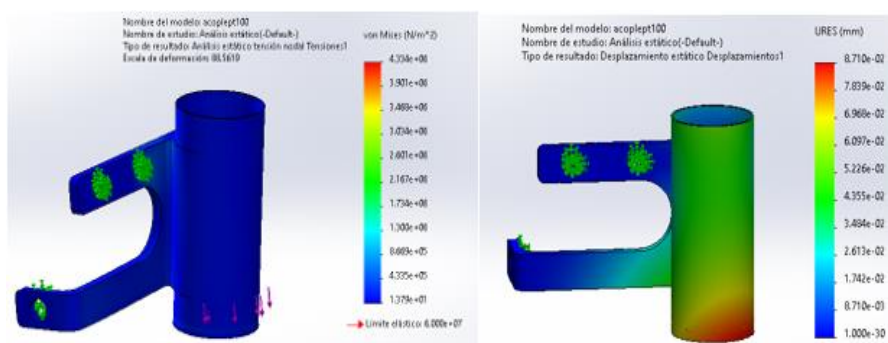 Nombre del modelo: acoplept100
Nombre de estudio: Análisis estático(-Default-)
Tipo de resultado: Análisis estático tensión nodal Tensiones1
Escala de deformación: 88.5619
von Mises (N/m^2)
4.334e+06
3.901e+06
3.468e+06
3.034e+06
2.601e+06
2.167e+06
1.734e+06
1.300e+06
8.669e+05
4.335e+05
1.379e+01
Límite elástico: 6.000e+07
Nombre del modelo: acoplept100
Nombre de estudio: Análisis estático(-Default-)
Tipo de resultado: Desplazamiento estático Desplazamientos1
URES (mm)
8.710e-02
7.839e-02
6.968e-02
6.097e-02
5.226e-02
4.355e-02
3.484e-02
2.613e-02
1.742e-02
8.710e-03
1.000e-30